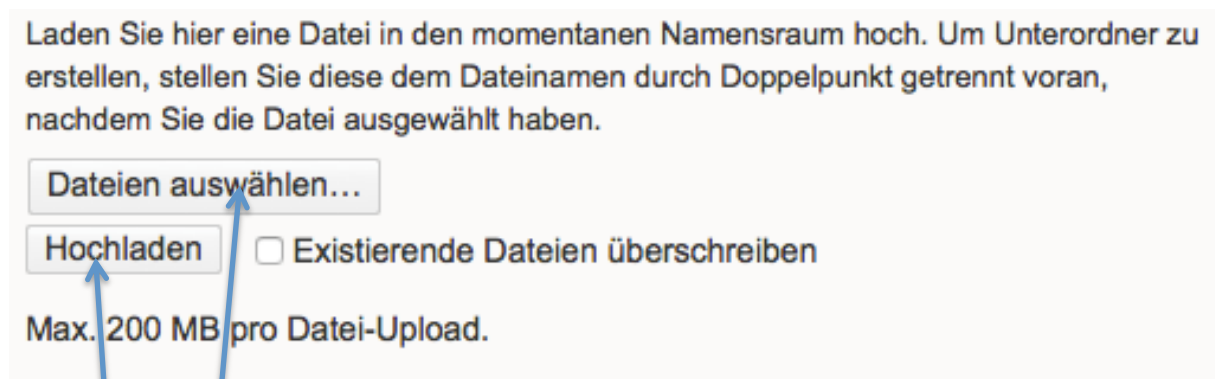 Laden Sie hier eine Datei in den momentanen Namensraum hoch. Um Unterordner zu
erstellen, stellen Sie diese dem Dateinamen durch Doppelpunkt getrennt voran,
nachdem Sie die Datei ausgewählt haben.
Dateien auswählen…
Hochladen Existierende Dateien überschreiben
Max. 200 MB pro Datei-Upload.